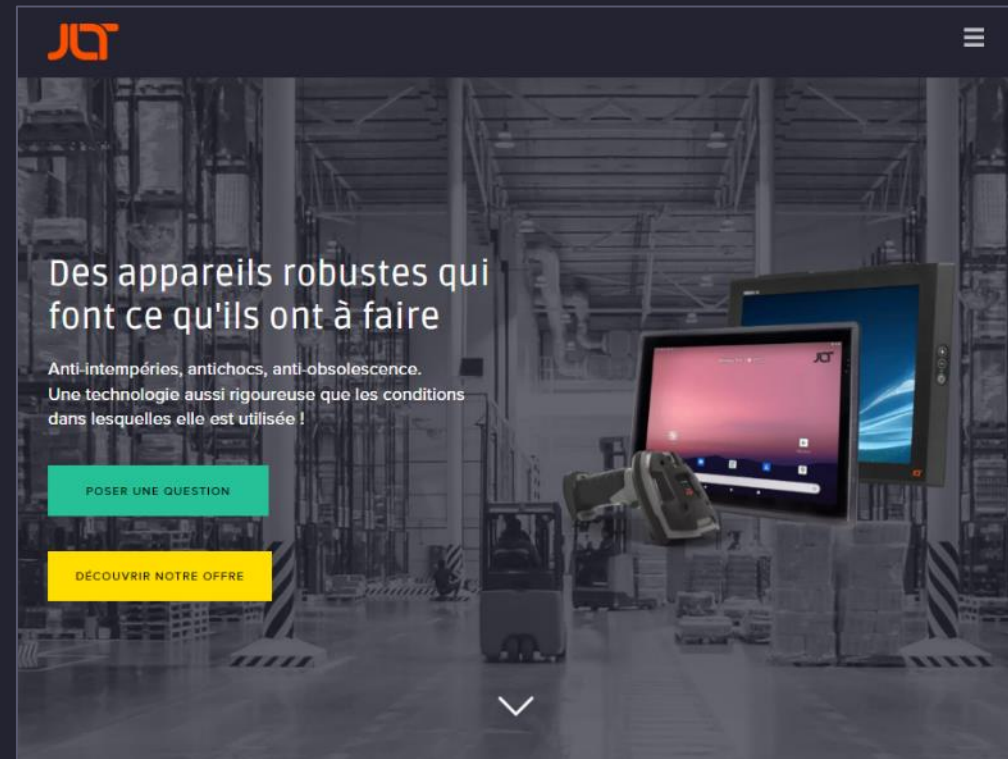 JLT
Des appareils robustes qui
font ce qu'ils ont à faire
Anti-intempéries, antichocs, anti-obsolescence.
Une technologie aussi rigoureuse que les conditions
dans lesquelles elle est utilisée !
POSER UNE QUESTION
DÉCOUVRIR NOTRE OFFRE
JLT